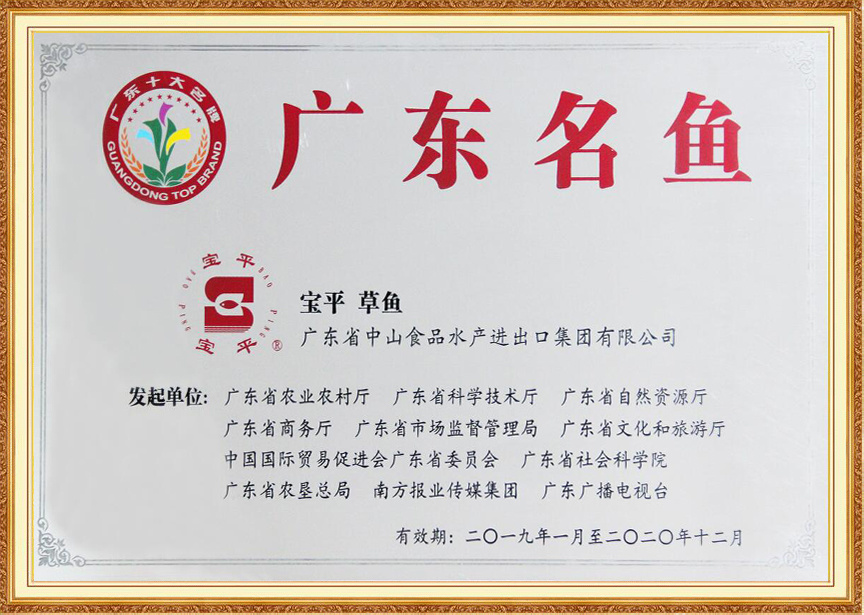 广东十大名牌
GUANGDONG TOP BRAND
广东名鱼
宝平 BAO PING
BAO PING
宝平®
宝平 草鱼
广东省中山食品水产进出口集团有限公司
发起单位: 广东省农业农村厅 广东省科学技术厅 广东省自然资源厅
广东省商务厅 广东省市场监督管理局 广东省文化和旅游厅
中国国际贸易促进会广东省委员会 广东省社会科学院
广东省农垦总局 南方报业传媒集团 广东广播电视台
有效期: 二〇一九年一月至二〇二〇年十二月